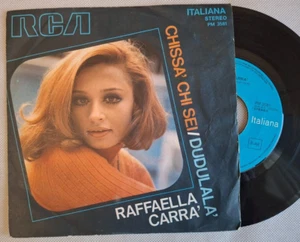 RCA
ITALIANA
STEREO
CHISSA' CHI SEI/DUDULALA'
RAFFAELLA
CARRA'
Italiana